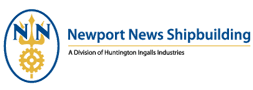 NN
Newport News Shipbuilding
A Division of Huntington Ingalls Industries